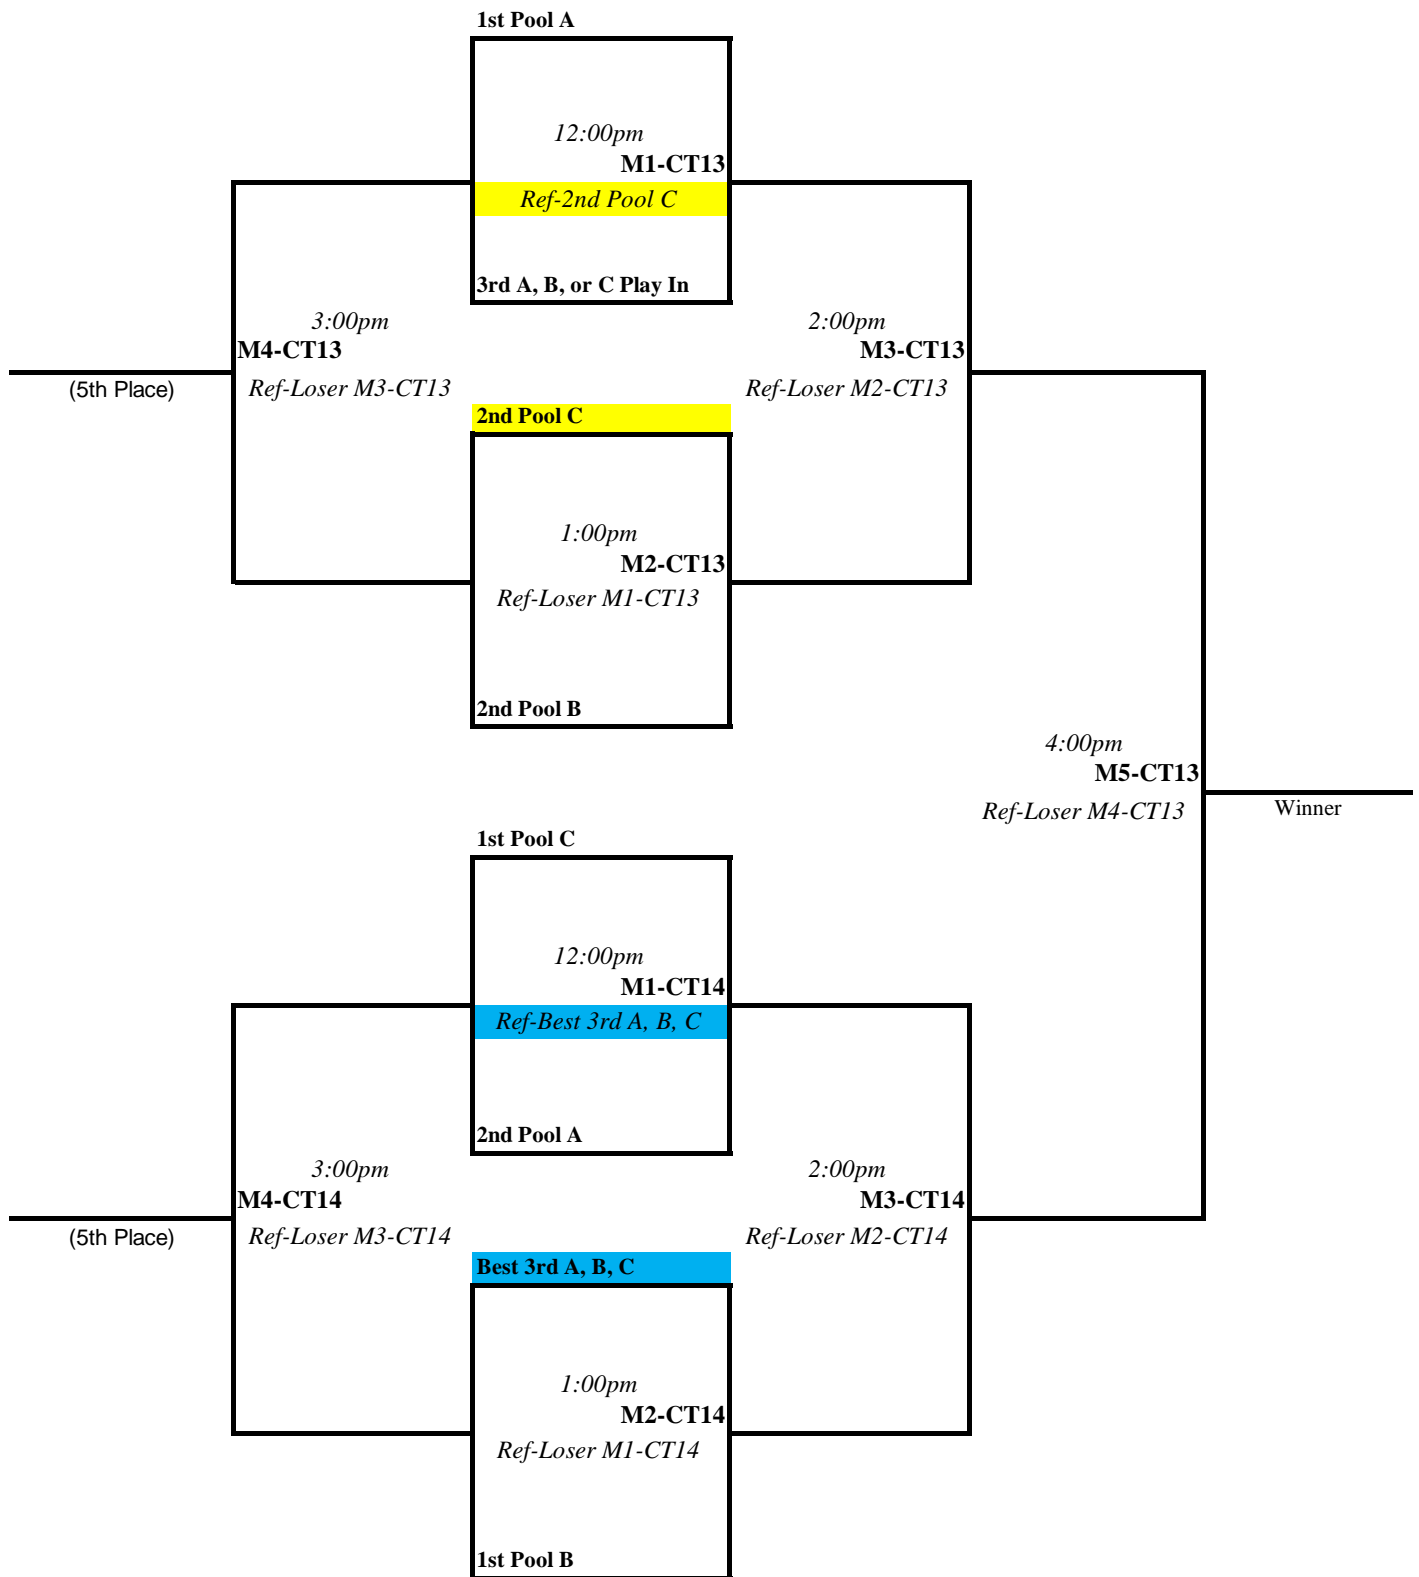 1st Pool A
12:00pm
M1-CT13
Ref-2nd Pool C
3rd A, B, or C Play In
3:00pm
2:00pm
M4-CT13
M3-CT13
(5th Place)
Ref-Loser M3-CT13
Ref-Loser M2-CT13
2nd Pool C
1:00pm
M2-CT13
Ref-Loser M1-CT13
2nd Pool B
4:00pm
M5-CT13
Ref-Loser M4-CT13
Winner
1st Pool C
12:00pm
M1-CT14
Ref-Best 3rd A, B, C
2nd Pool A
3:00pm
2:00pm
M4-CT14
M3-CT14
(5th Place)
Ref-Loser M3-CT14
Ref-Loser M2-CT14
Best 3rd A, B, C
1:00pm
M2-CT14
Ref-Loser M1-CT14
1st Pool B